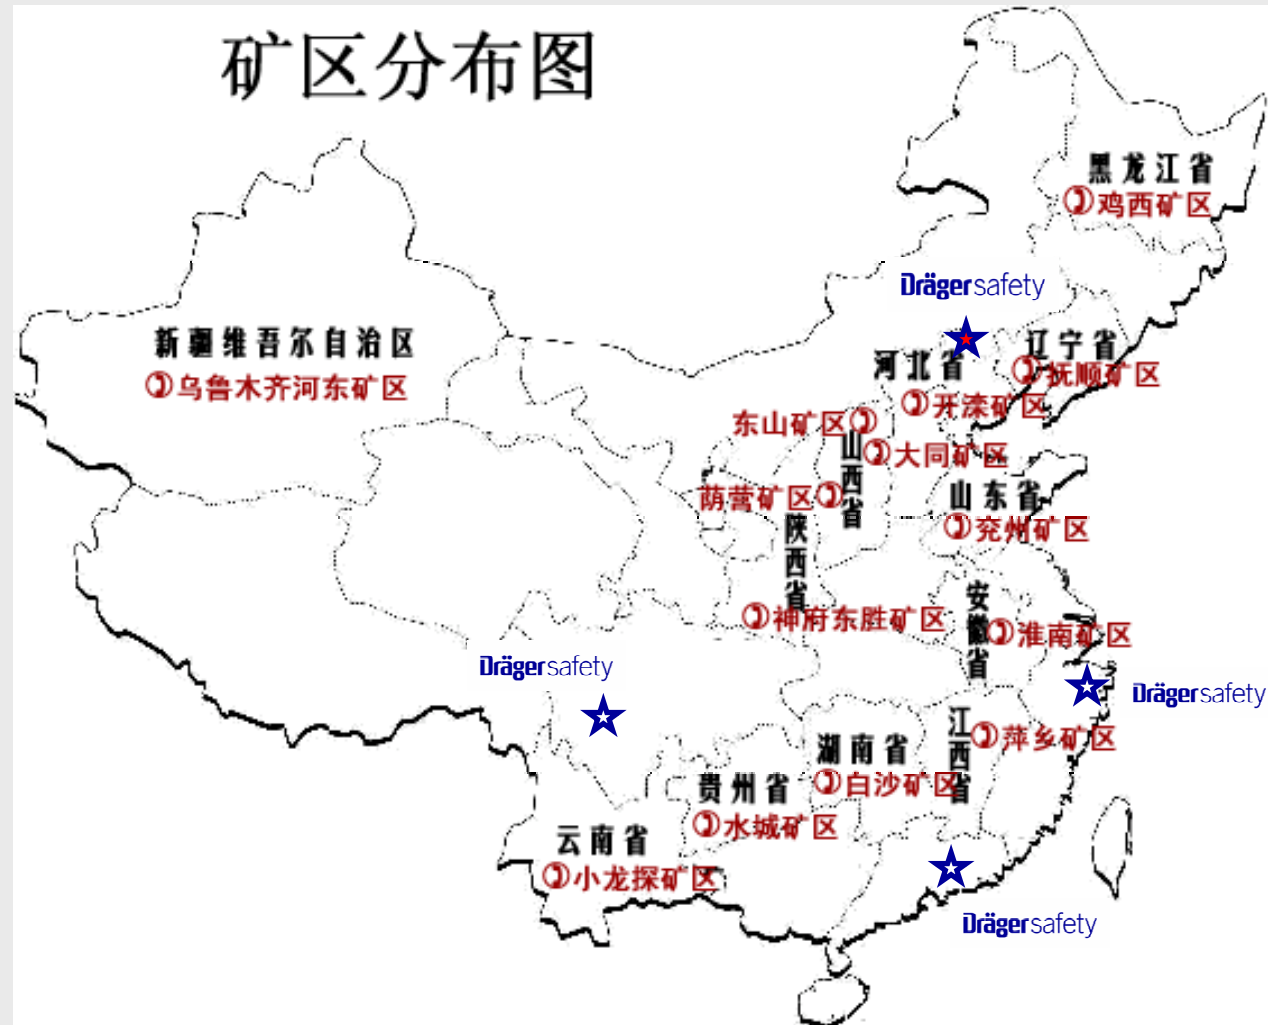 矿区分布图
黑龙江省
鸡西矿区
Drägersafety
新疆维吾尔自治区
乌鲁木齐河东矿区
河北省
辽宁省
抚顺矿区
开滦矿区
东山矿区
山西省
大同矿区
荫营矿区
山东省
兖州矿区
陕西省
神府东胜矿区
安徽省
淮南矿区
Drägersafety
Drägersafety
江西省
萍乡矿区
湖南省
白沙矿区
贵州省
水城矿区
云南省
小龙探矿区
Drägersafety